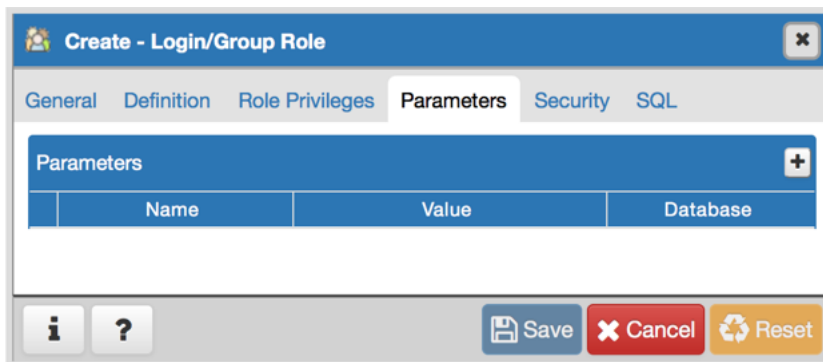 Create - Login/Group Role
General Definition Role Privileges Parameters Security SQL
Parameters
Name Value Database
i ? Save Cancel Reset